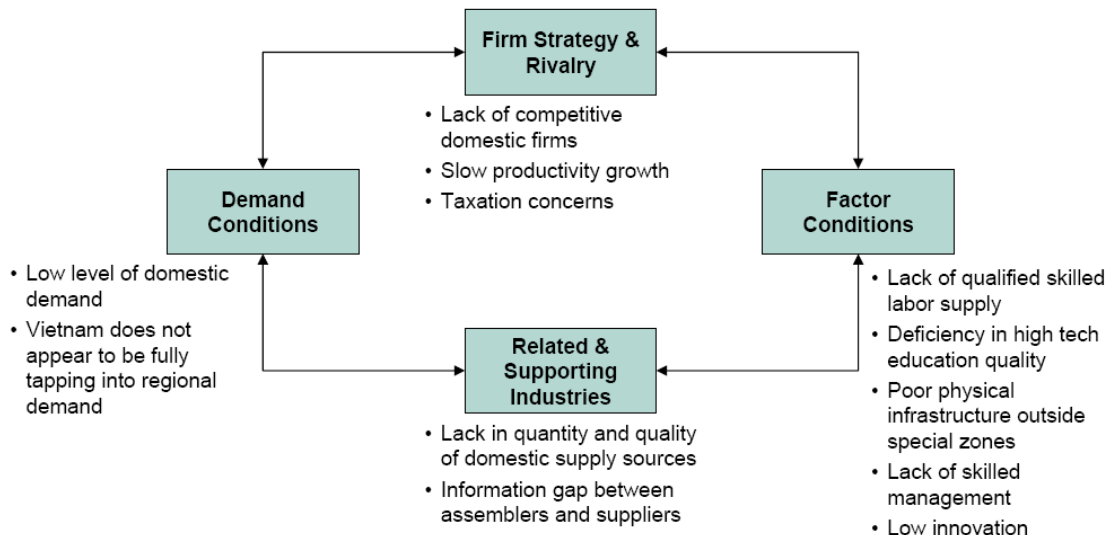 Firm Strategy &
Rivalry
• Lack of competitive
domestic firms
• Slow productivity growth
• Taxation concerns
Demand
Conditions
• Low level of domestic
demand
• Vietnam does not
appear to be fully
tapping into regional
demand
Factor
Conditions
• Lack of qualified skilled
labor supply
• Deficiency in high tech
education quality
• Poor physical
infrastructure outside
special zones
• Lack of skilled
management
• Low innovation
Related &
Supporting
Industries
• Lack in quantity and quality
of domestic supply sources
• Information gap between
assemblers and suppliers